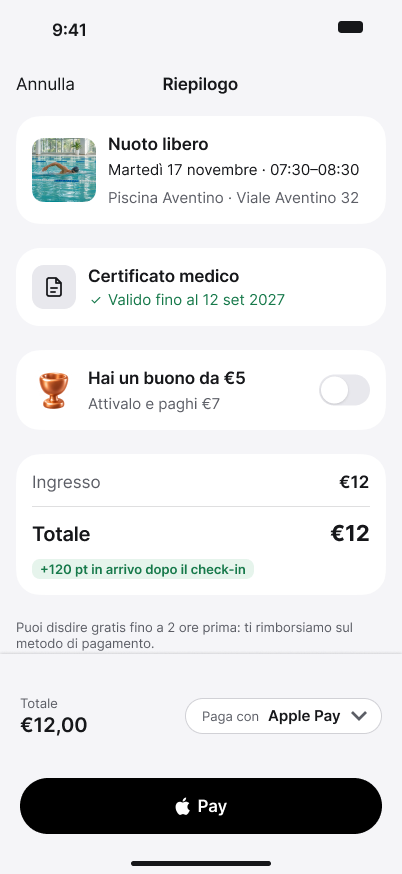 9:41
Annulla
Riepilogo
Nuoto libero
Martedì 17 novembre · 07:30–08:30
Piscina Aventino · Viale Aventino 32
Certificato medico
✓ Valido fino al 12 set 2027
Hai un buono da €5
Attivalo e paghi €7
Ingresso €12
Totale €12
+120 pt in arrivo dopo il check-in
Puoi disdire gratis fino a 2 ore prima: ti rimborsiamo sul
metodo di pagamento.
Totale
€12,00
Paga con Apple Pay
Pay